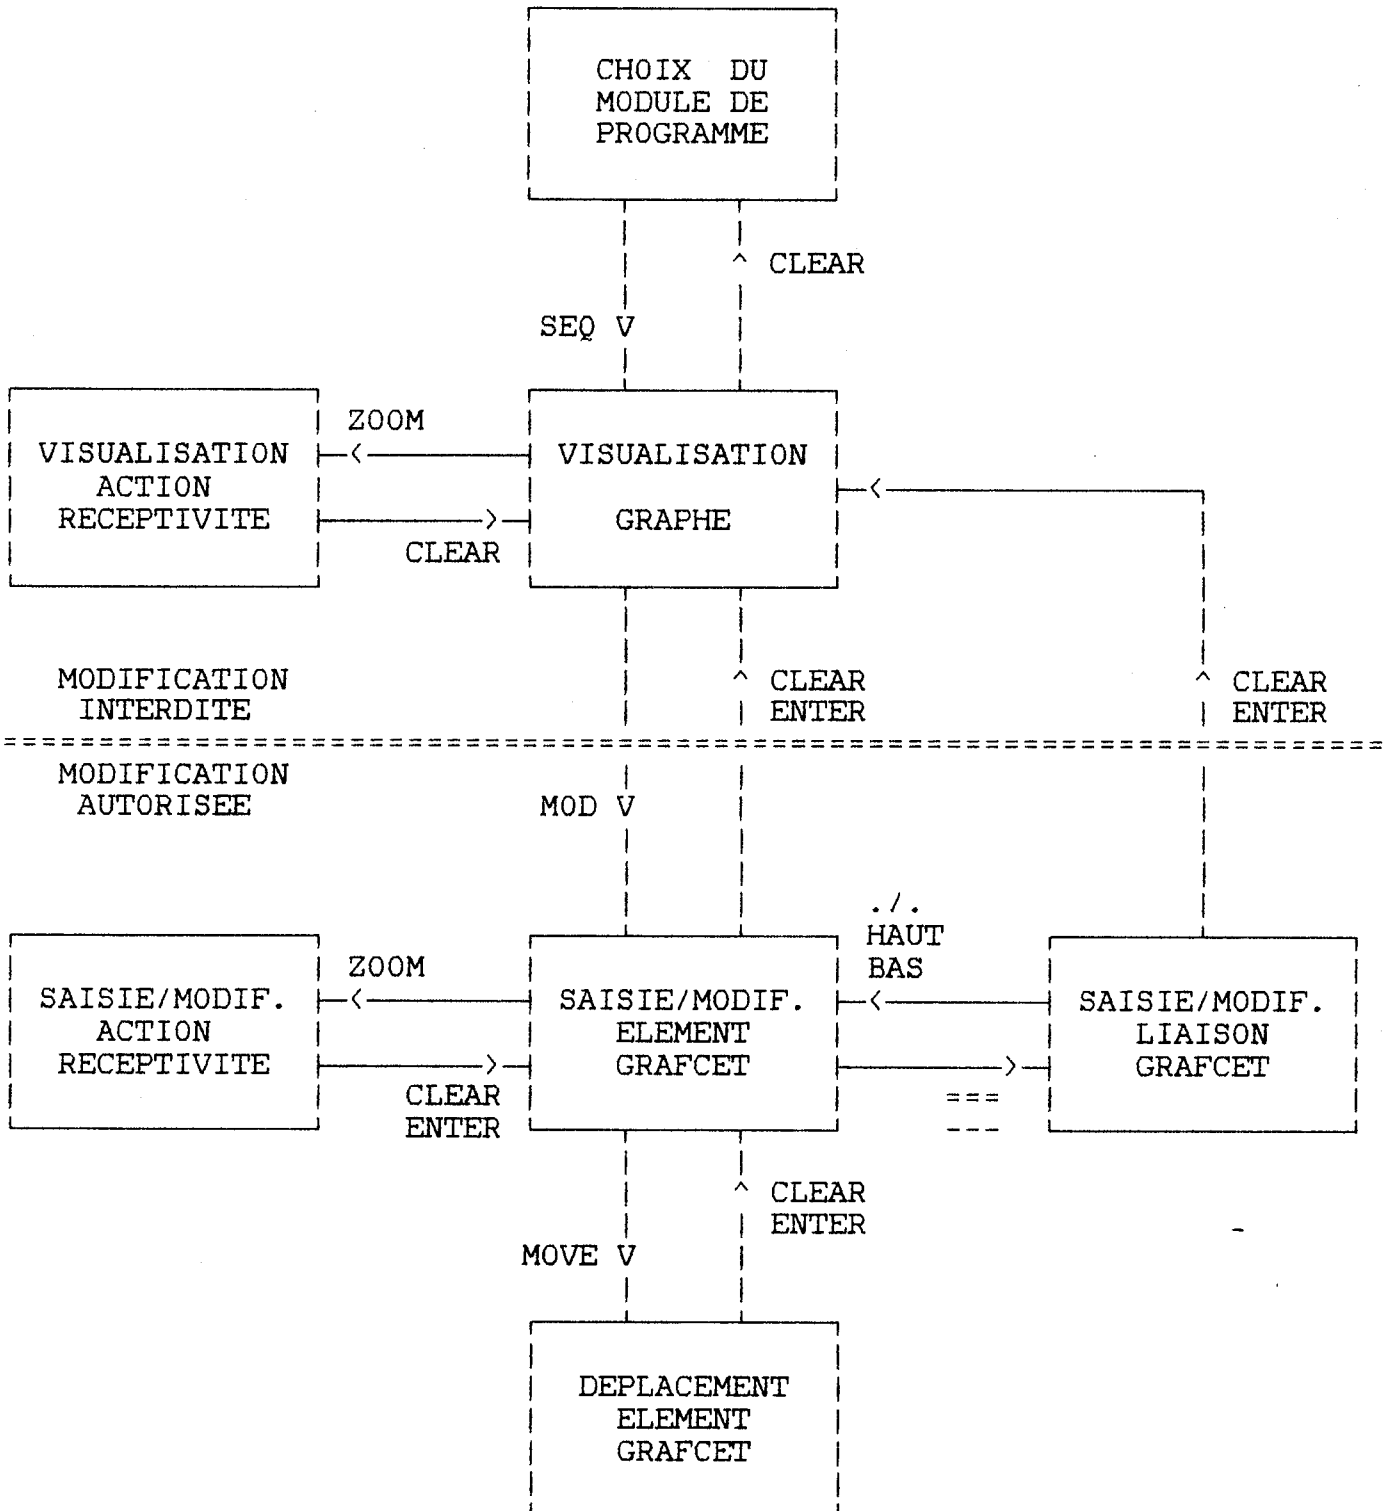 CHOIX DU
MODULE DE
PROGRAMME
CLEAR
SEQ V
ZOOM
VISUALISATION
ACTION
RECEPTIVITE
VISUALISATION
GRAPHE
CLEAR
MODIFICATION
INTERDITE
CLEAR
ENTER
CLEAR
ENTER
MODIFICATION
AUTORISEE
MOD V
./.
HAUT
BAS
ZOOM
SAISIE/MODIF.
ACTION
RECEPTIVITE
SAISIE/MODIF.
ELEMENT
GRAFCET
SAISIE/MODIF.
LIAISON
GRAFCET
CLEAR
ENTER
===
---
CLEAR
ENTER
MOVE V
DEPLACEMENT
ELEMENT
GRAFCET